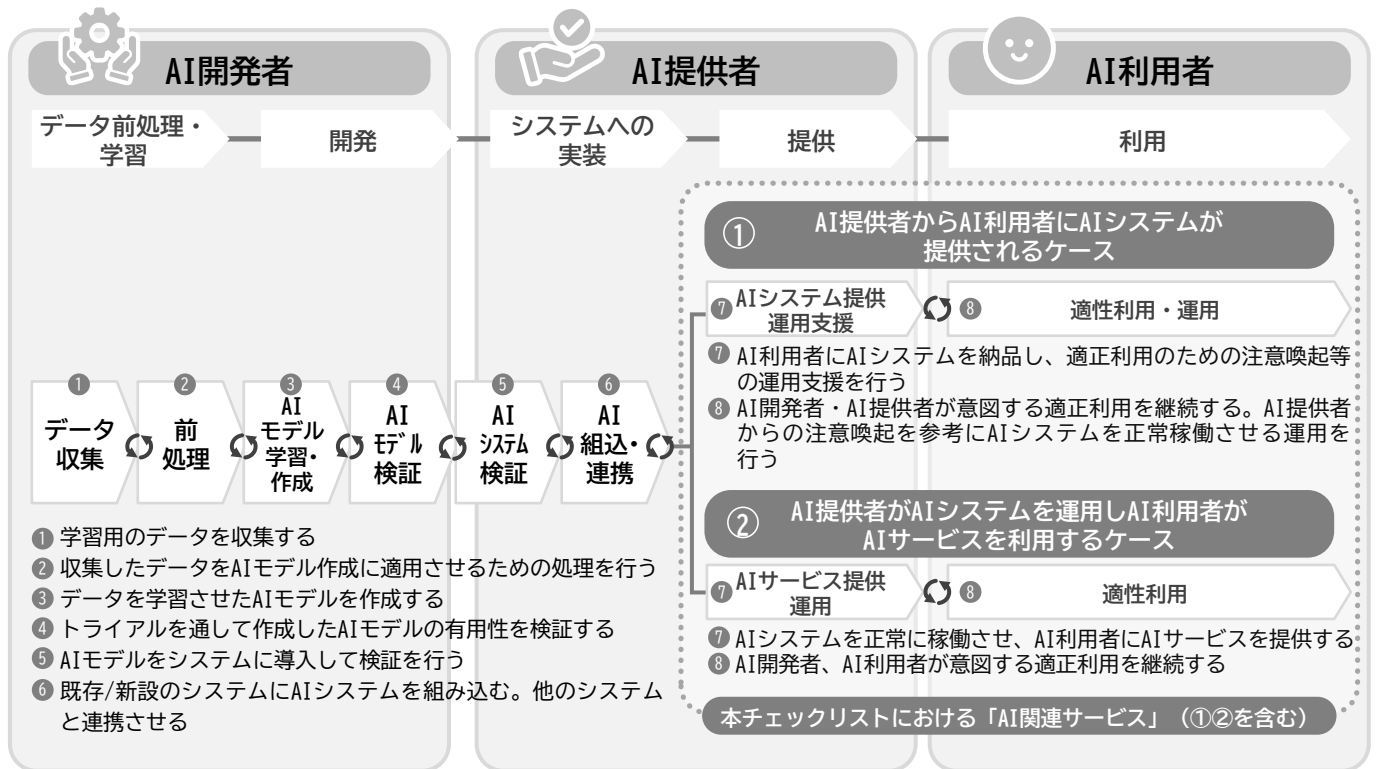 AI開発者
AI提供者
AI利用者
データ前処理・
学習
開発
システムへの
実装
提供
利用
① AI提供者からAI利用者にAIシステムが
提供されるケース
❼ AIシステム提供
運用支援
❽ 適性利用・運用
❼ AI利用者にAIシステムを納品し、適正利用のための注意喚起等
の運用支援を行う
❽ AI開発者・AI提供者が意図する適正利用を継続する。AI提供者
からの注意喚起を参考にAIシステムを正常稼働させる運用を
行う
❶
データ
収集
❷
前
処理
❸
AI
モデル
学習・
作成
❹
AI
ﾓﾃﾞﾙ
検証
❺
AI
ｼｽﾃﾑ
検証
❻
AI
組込・
連携
② AI提供者がAIシステムを運用しAI利用者が
AIサービスを利用するケース
❼ AIサービス提供
運用
❽ 適性利用
❼ AIシステムを正常に稼働させ、AI利用者にAIサービスを提供する
❽ AI開発者、AI利用者が意図する適正利用を継続する
本チェックリストにおける「AI関連サービス」（①②を含む）
❶ 学習用のデータを収集する
❷ 収集したデータをAIモデル作成に適用させるための処理を行う
❸ データを学習させたAIモデルを作成する
❹ トライアルを通して作成したAIモデルの有用性を検証する
❺ AIモデルをシステムに導入して検証を行う
❻ 既存/新設のシステムにAIシステムを組み込む。他のシステム
と連携させる